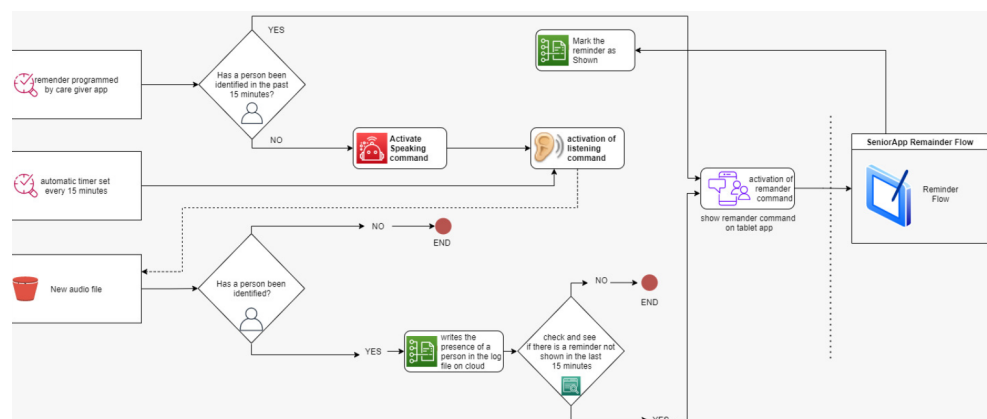 YES
remender programmed
by care giver app
Has a person been
identified in the past
15 minutes?
Mark the
reminder as
Shown
NO
Activate
Speaking
command
activation of
listening
command
SeniorApp Remainder Flow
Reminder
Flow
automatic timer set
every 15 minutes
activation of
remander
command
show remander command
on tablet app
NO
END
New audio file
Has a person been
identified?
NO
END
YES
writes the
presence of a
person in the log
file on cloud
check and see
if there is a reminder not
shown in the last
15 minutes
YES